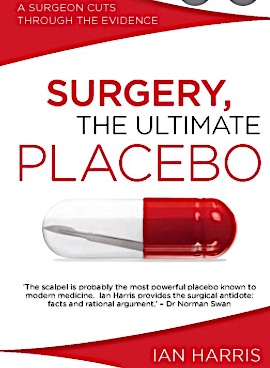 A SURGEON CUTS
THROUGH THE EVIDENCE
SURGERY,
THE ULTIMATE
PLACEBO
'The scalpel is probably the most powerful placebo known to
modern medicine. Ian Harris provides the surgical antidote:
facts and rational argument.' – Dr Norman Swan
IAN HARRIS